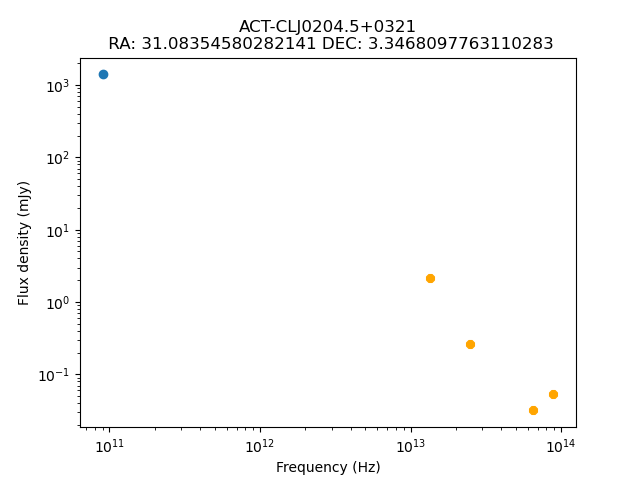 ACT-CLJ0204.5+0321
RA: 31.08354580282141 DEC: 3.3468097763110283
Flux density (mJy)
10³
10²
10¹
10⁰
10⁻¹
10¹¹
10¹²
10¹³
10¹⁴
Frequency (Hz)